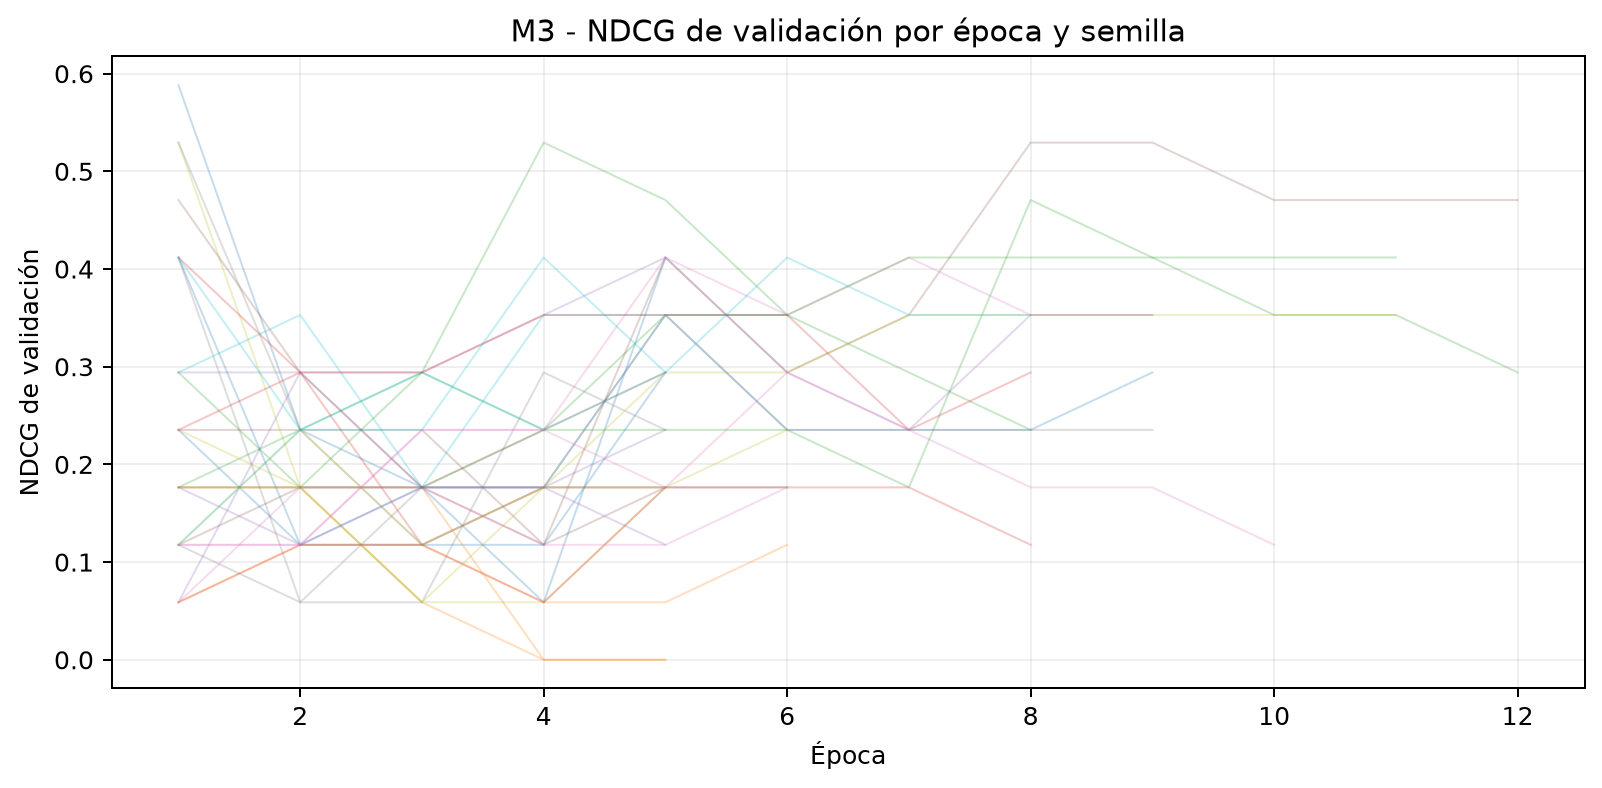 M3 - NDCG de validación por época y semilla
NDCG de validación
0.6
0.5
0.4
0.3
0.2
0.1
0.0
2 4 6 8 10 12
Época